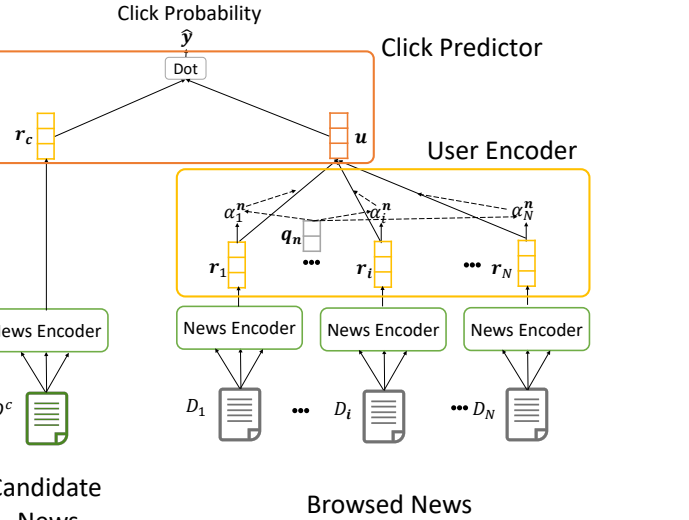 Click Probability
ŷ
Dot
Click Predictor
r_c
u
User Encoder
α_1^n
α_i^n
α_N^n
q_n
r_1
r_i
r_N
News Encoder
News Encoder
News Encoder
News Encoder
D^c
D_1
D_i
D_N
Candidate
News
Browsed News